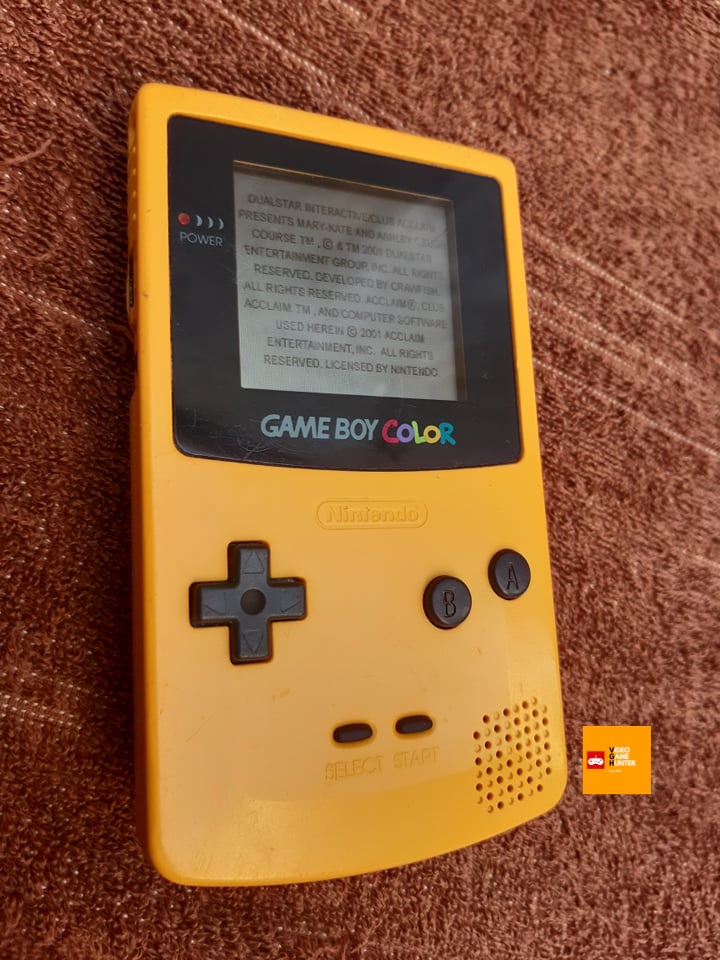 DUALSTAR INTERACTIVE/CLUB ACCLAIM
PRESENTS MARY-KATE AND ASHLEY
COURSE TM , © & TM 2001 DUALSTAR
ENTERTAINMENT GROUP, INC. ALL RIGHTS
RESERVED. DEVELOPED BY CRAWFISH.
ALL RIGHTS RESERVED. ACCLAIM®, CLUB
ACCLAIM TM , AND COMPUTER SOFTWARE
USED HEREIN © 2001 ACCLAIM
ENTERTAINMENT, INC. ALL RIGHTS
RESERVED. LICENSED BY NINTENDO
POWER
GAME BOY COLOR
Nintendo
B
A
SELECT START
VIDEO
GAME
HUNTER